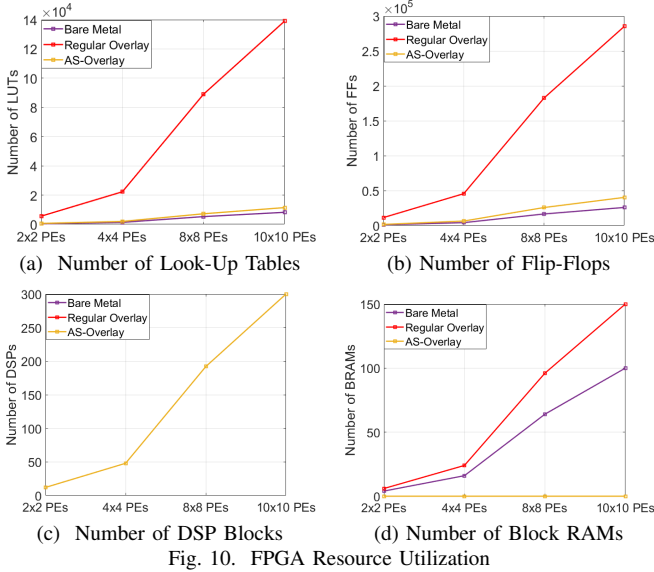 14 ×10⁴
Bare Metal
Regular Overlay
AS-Overlay
Number of LUTs
12
10
8
6
4
2
0
2x2 PEs 4x4 PEs 8x8 PEs 10x10 PEs
(a) Number of Look-Up Tables
3 ×10⁵
Bare Metal
Regular Overlay
AS-Overlay
Number of FFs
2.5
2
1.5
1
0.5
0
2x2 PEs 4x4 PEs 8x8 PEs 10x10 PEs
(b) Number of Flip-Flops
300
Bare Metal
Regular Overlay
AS-Overlay
Number of DSPs
250
200
150
100
50
0
2x2 PEs 4x4 PEs 8x8 PEs 10x10 PEs
(c) Number of DSP Blocks
150
Bare Metal
Regular Overlay
AS-Overlay
Number of BRAMs
100
50
0
2x2 PEs 4x4 PEs 8x8 PEs 10x10 PEs
(d) Number of Block RAMs
Fig. 10. FPGA Resource Utilization